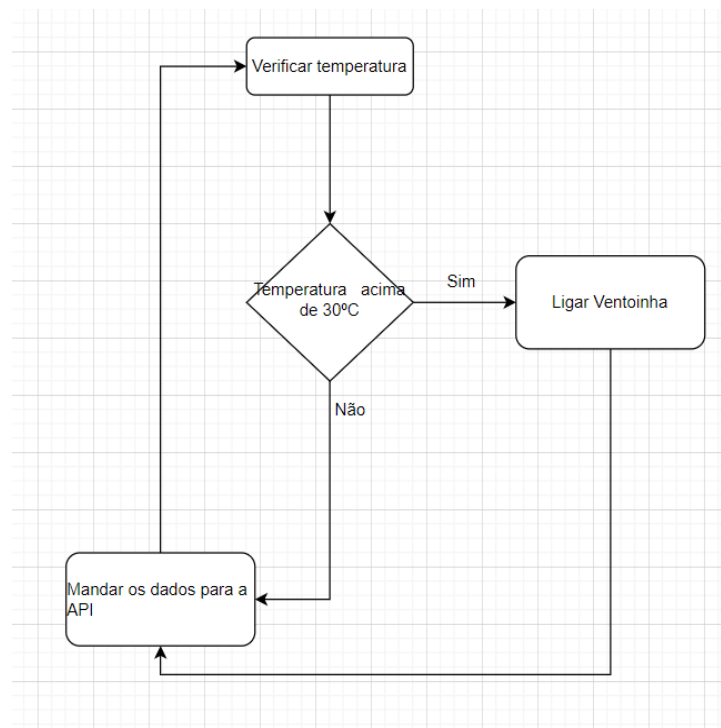 Verificar temperatura
Temperatura acima
de 30ºC
Sim
Ligar Ventoinha
Não
Mandar os dados para a
API